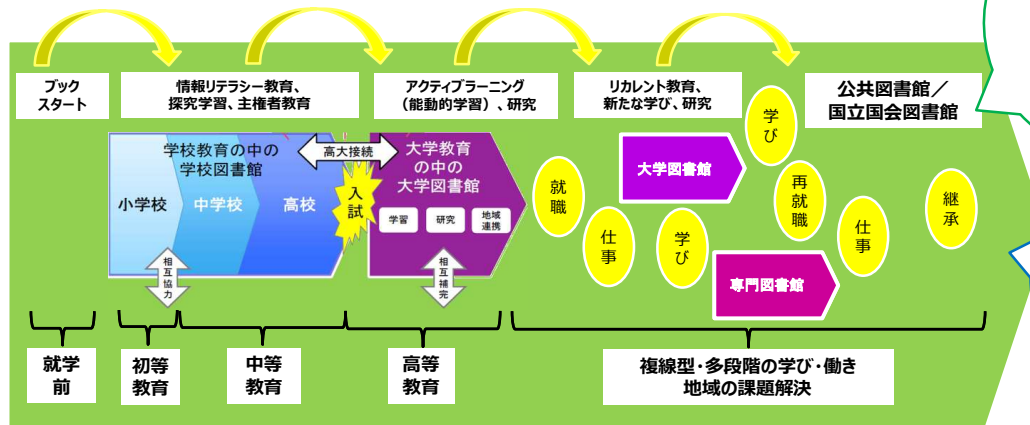 ブック
スタート
情報リテラシー教育、
探究学習、主権者教育
アクティブラーニング
（能動的学習）、研究
リカレント教育、
新たな学び、研究
公共図書館／
国立国会図書館
学校教育の中の
学校図書館
高大接続
大学教育
の中の
大学図書館
小学校
中学校
高校
入試
学習
研究
地域
連携
相互協力
相互補完
就職
仕事
学び
大学図書館
学び
再就職
仕事
継承
専門図書館
就学
前
初等
教育
中等
教育
高等
教育
複線型・多段階の学び・働き
地域の課題解決